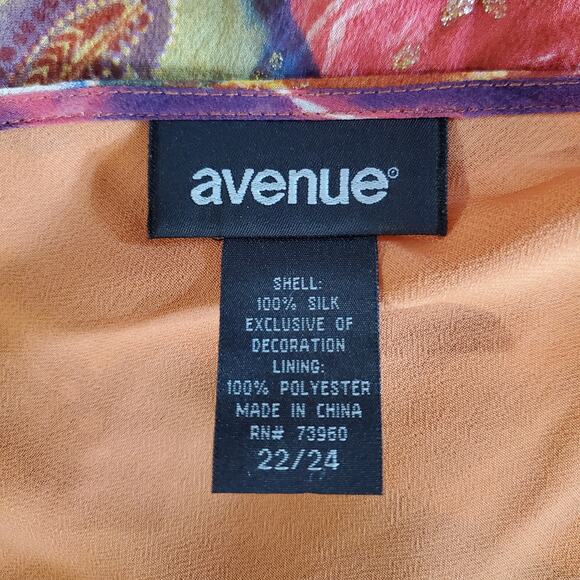 avenue®
SHELL:
100% SILK
EXCLUSIVE OF
DECORATION
LINING:
100% POLYESTER
MADE IN CHINA
RN# 73960
22/24